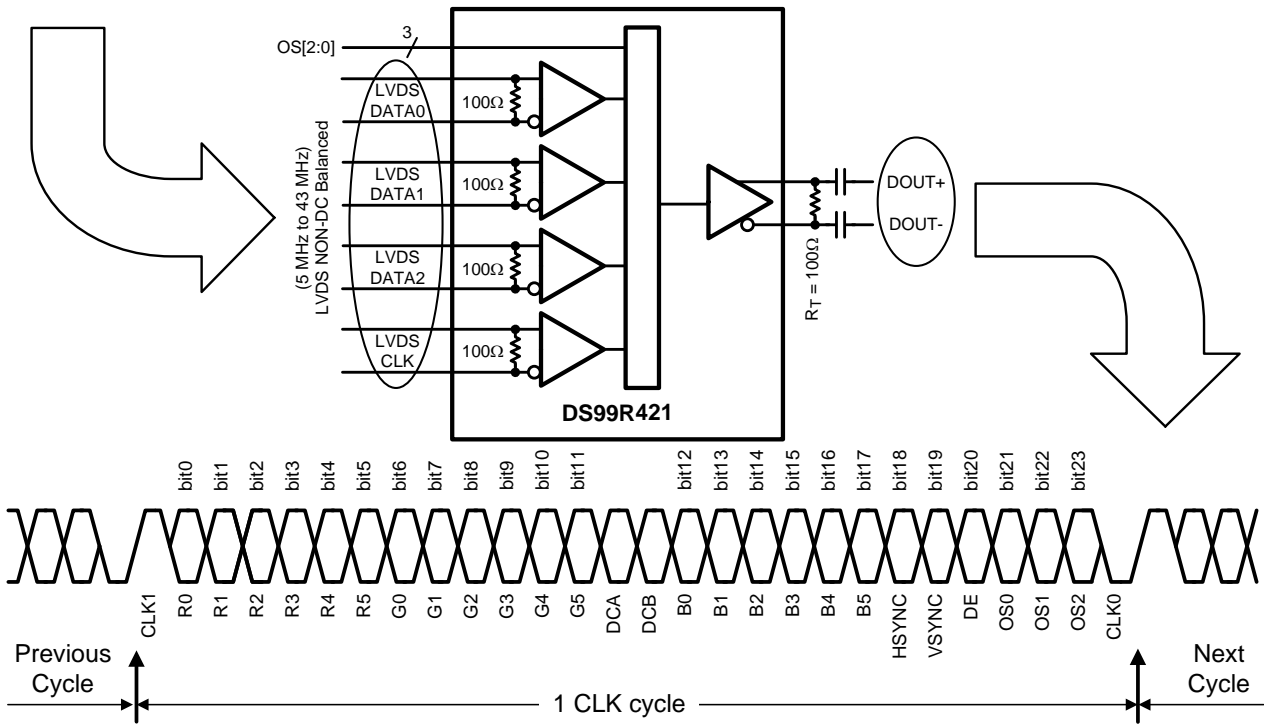 OS[2:0]
3
LVDS
DATA0
100Ω
LVDS
DATA1
100Ω
LVDS
DATA2
100Ω
LVDS
CLK
100Ω
(5 MHz to 43 MHz)
LVDS NON-DC Balanced
DS99R421
DOUT+
DOUT-
RT = 100Ω
bit0 bit1 bit2 bit3 bit4 bit5 bit6 bit7 bit8 bit9 bit10 bit11 bit12 bit13 bit14 bit15 bit16 bit17 bit18 bit19 bit20 bit21 bit22 bit23
CLK1 R0 R1 R2 R3 R4 R5 G0 G1 G2 G3 G4 G5 DCA DCB B0 B1 B2 B3 B4 B5 HSYNC VSYNC DE OS0 OS1 OS2 CLK0
Previous
Cycle
1 CLK cycle
Next
Cycle